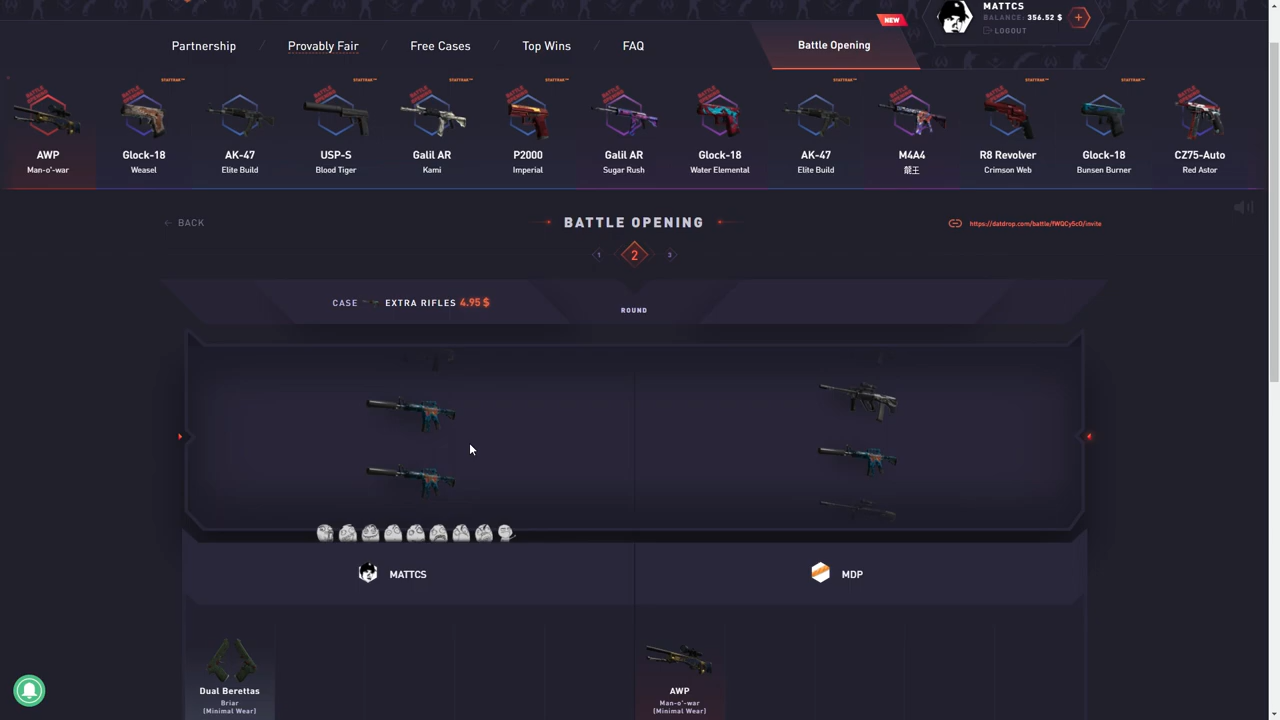 MATTCS
BALANCE: 356.52 $
LOGOUT
NEW
Partnership / Provably Fair / Free Cases / Top Wins / FAQ
Battle Opening
AWP
Man-o'-war
Glock-18
Weasel
AK-47
Elite Build
USP-S
Blood Tiger
Galil AR
Kami
P2000
Imperial
Galil AR
Sugar Rush
Glock-18
Water Elemental
AK-47
Elite Build
M4A4
龍王
R8 Revolver
Crimson Web
Glock-18
Bunsen Burner
CZ75-Auto
Red Astor
← BACK
BATTLE OPENING
https://datdrop.com/battle/fWQCy5cO/invite
1 2 3
CASE EXTRA RIFLES 4.95 $
ROUND
MATTCS
MDP
Dual Berettas
Briar
(Minimal Wear)
AWP
Man-o'-war
(Minimal Wear)